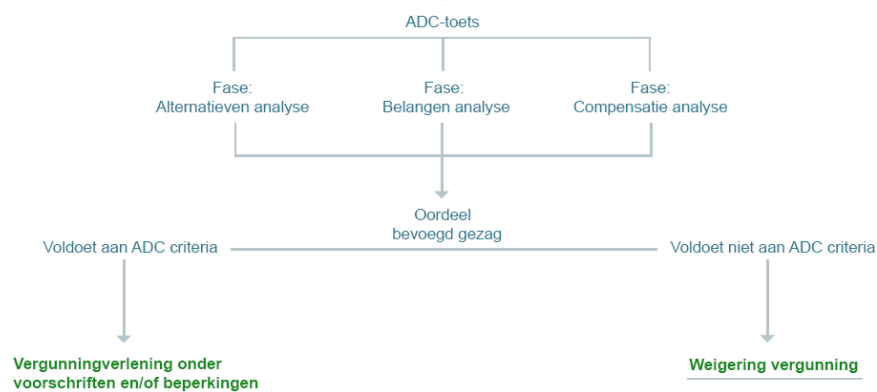 ADC-toets
Fase:
Alternatieven analyse
Fase:
Belangen analyse
Fase:
Compensatie analyse
Oordeel
bevoegd gezag
Voldoet aan ADC criteria
Voldoet niet aan ADC criteria
Vergunningverlening onder
voorschriften en/of beperkingen
Weigering vergunning